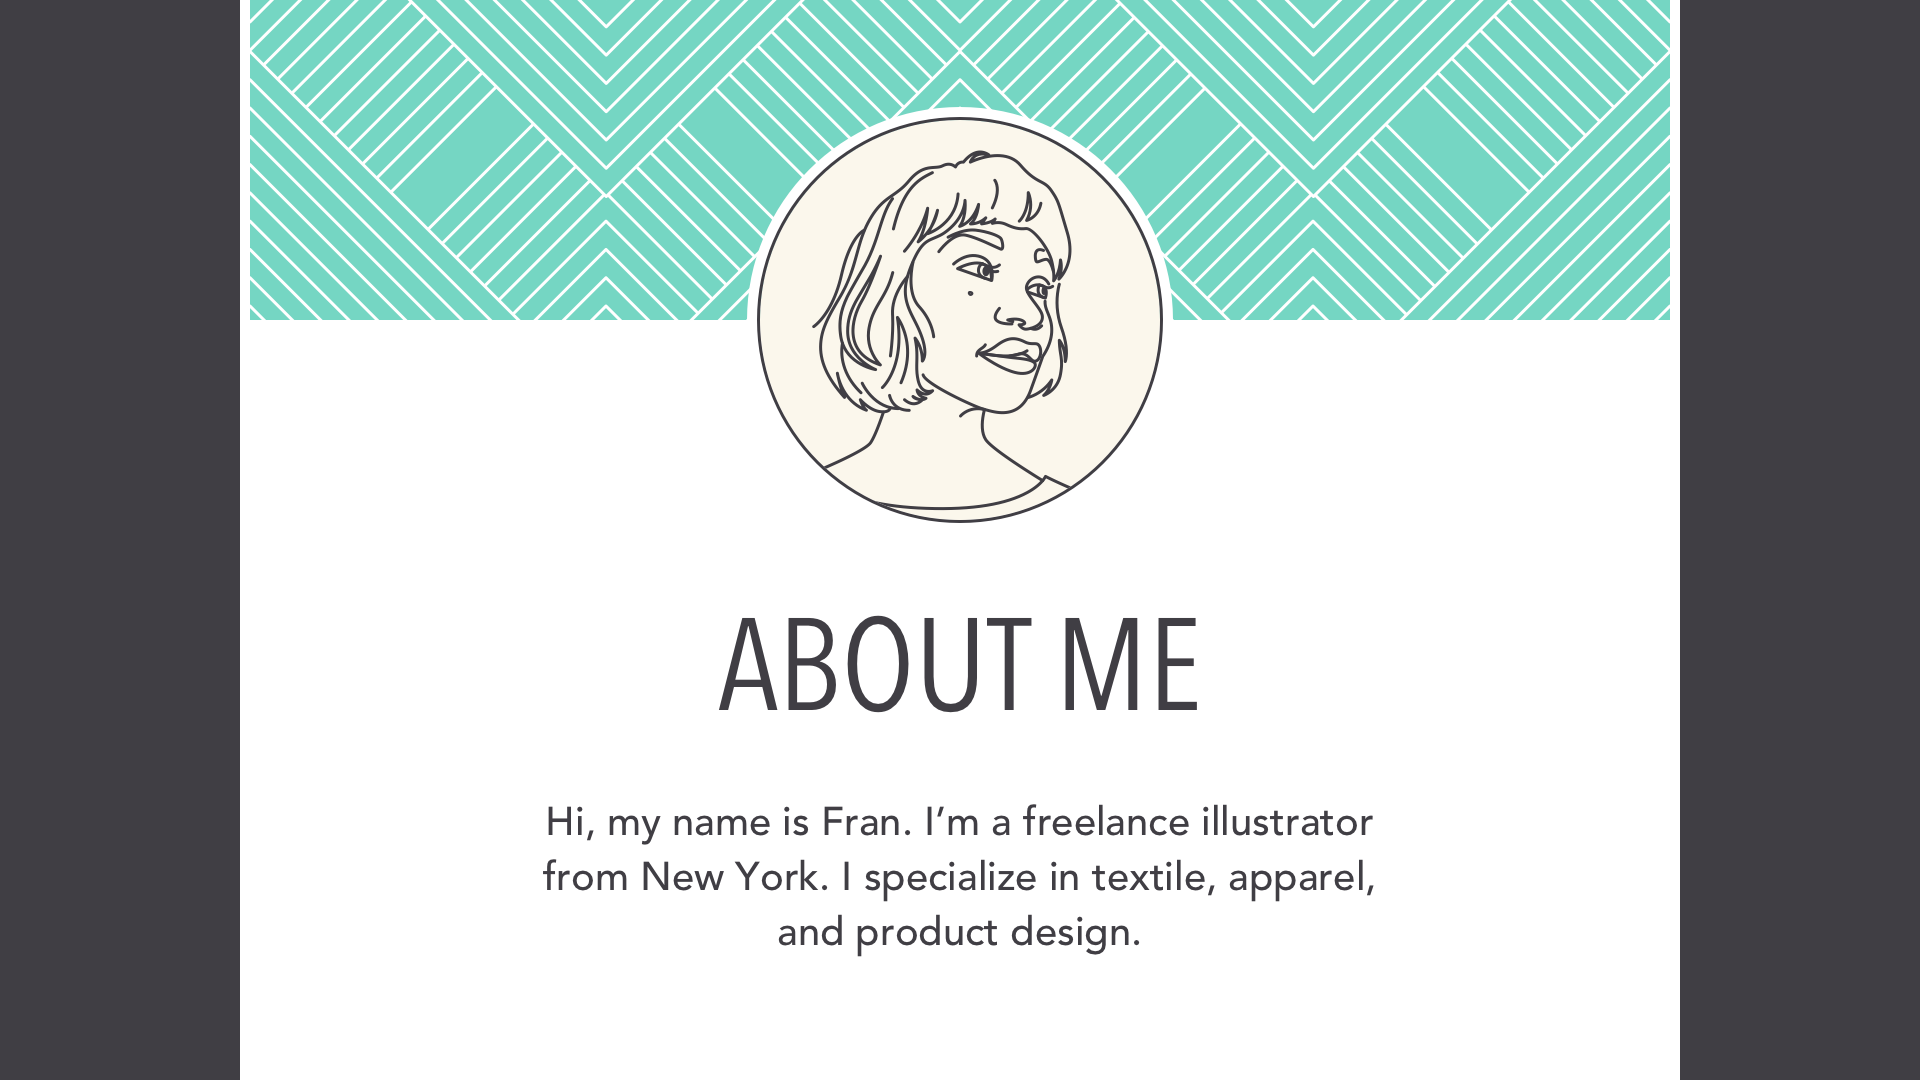 ABOUT ME
Hi, my name is Fran. I’m a freelance illustrator
from New York. I specialize in textile, apparel,
and product design.